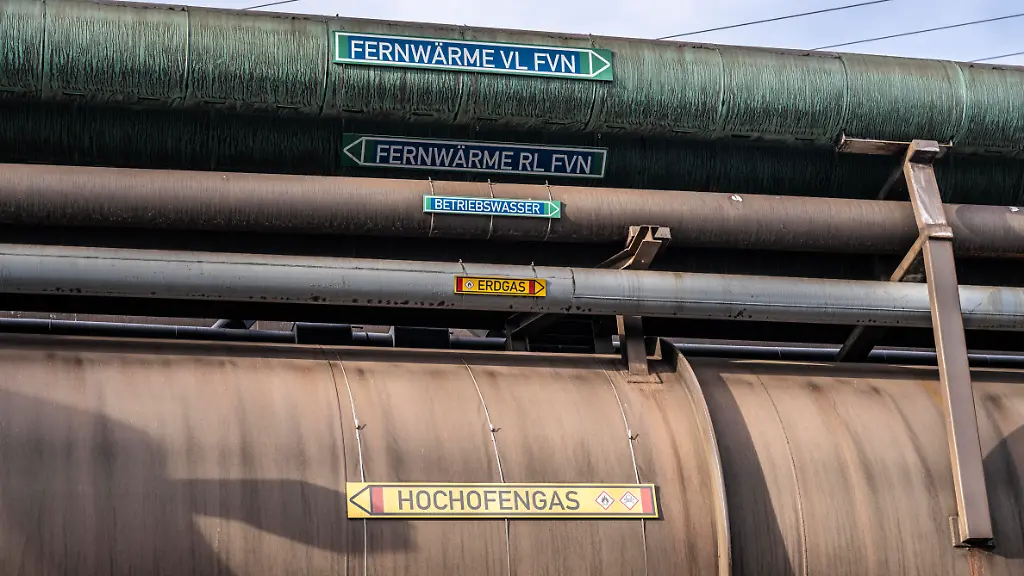 FERNWÄRME VL FVN
FERNWÄRME RL FVN
BETRIEBSWASSER
ERDGAS
HOCHOFENGAS